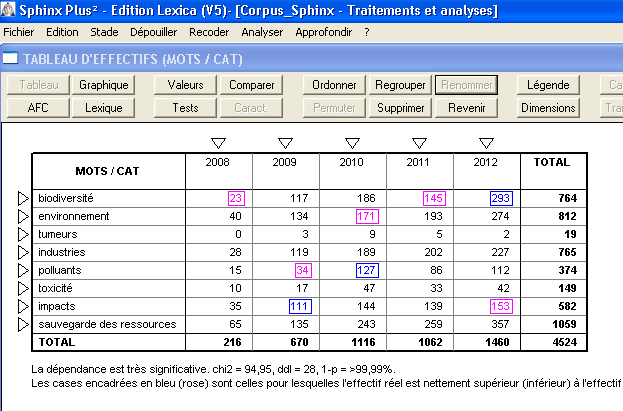 Sphinx Plus² - Edition Lexica (V5)- [Corpus_Sphinx - Traitements et analyses]
Fichier Edition Stade Dépouiller Recoder Analyser Approfondir ?
TABLEAU D'EFFECTIFS (MOTS / CAT)
Tableau Graphique Valeurs Comparer Ordonner Regrouper Renommer Légende Ca
AFC Lexique Tests Caract. Permuter Supprimer Revenir Dimensions Tran
MOTS / CAT 2008 2009 2010 2011 2012 TOTAL
biodiversité 23 117 186 145 293 764
environnement 40 134 171 193 274 812
tumeurs 0 3 9 5 2 19
industries 28 119 189 202 227 765
polluants 15 34 127 86 112 374
toxicité 10 17 47 33 42 149
impacts 35 111 144 139 153 582
sauvegarde des ressources 65 135 243 259 357 1059
TOTAL 216 670 1116 1062 1460 4524
La dépendance est très significative. chi2 = 94,95, ddl = 28, 1-p = >99,99%.
Les cases encadrées en bleu (rose) sont celles pour lesquelles l'effectif réel est nettement supérieur (inférieur) à l'effectif